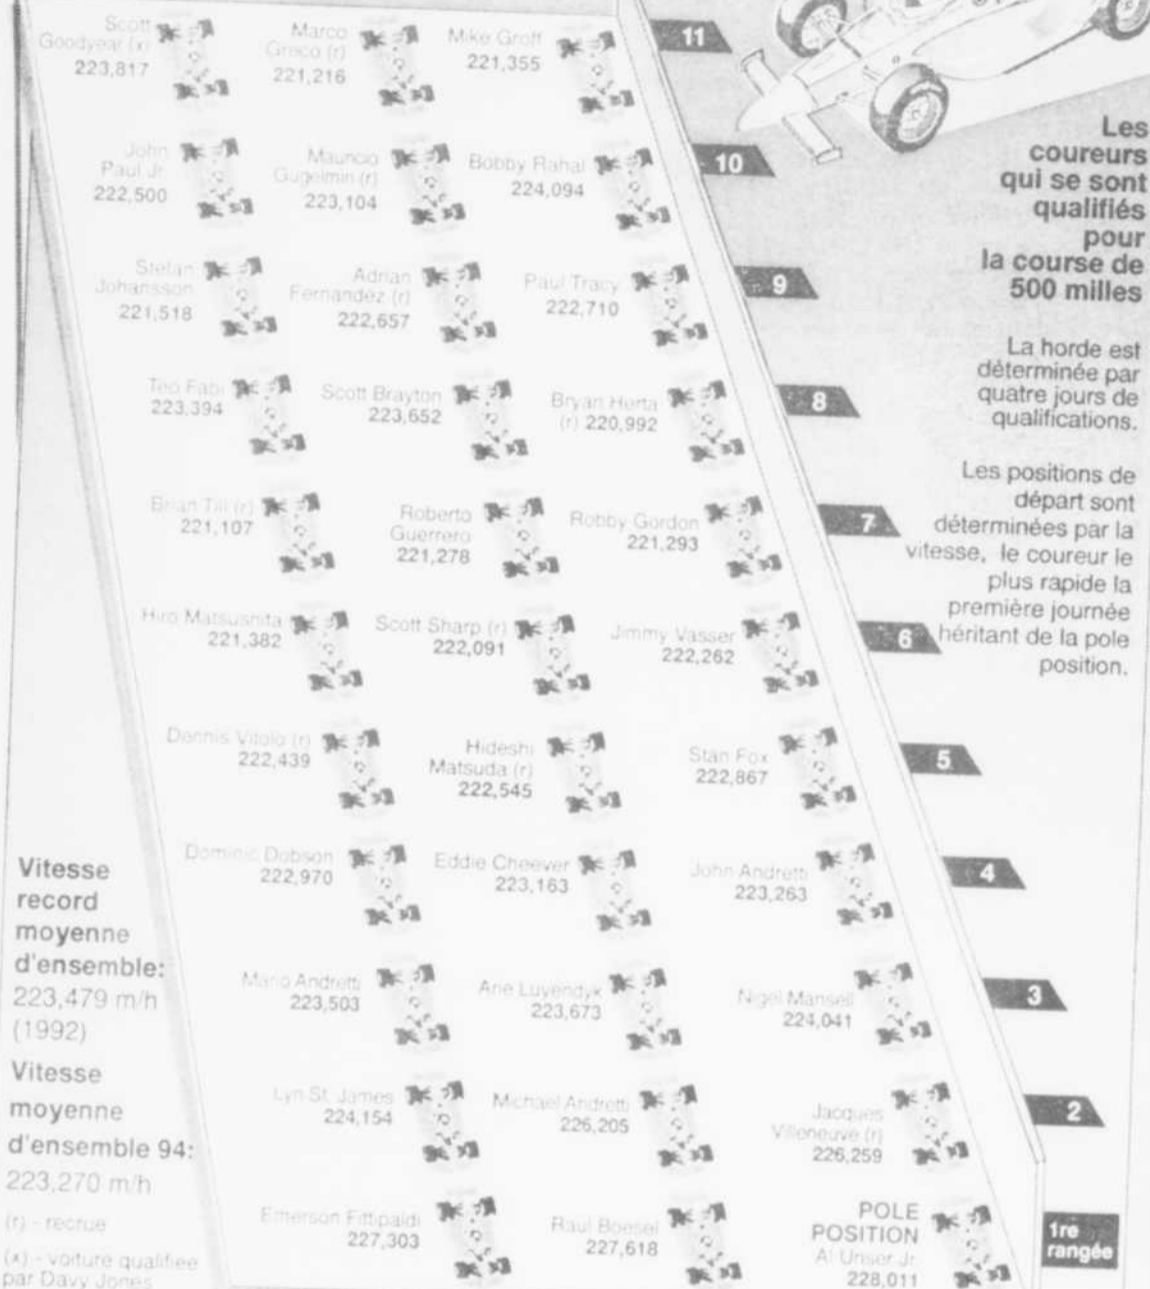 Scott
Goodyear (x)
223,817
Marco
Greco (r)
221,216
Mike Groff
221,355
11
John
Paul Jr.
222,500
Mauricio
Gugelmin (r)
223,104
Bobby Rahal
224,094
10
Stefan
Johansson
221,518
Adrian
Fernandez (r)
222,657
Paul Tracy
222,710
9
Teo Fabi
223,394
Scott Brayton
223,652
Bryan Herta
(r) 220,992
8
Brian Till (r)
221,107
Roberto
Guerrero
221,278
Robby Gordon
221,293
7
Hiro Matsushita
221,382
Scott Sharp (r)
222,091
Jimmy Vasser
222,262
6
Dennis Vitolo (r)
222,439
Hideshi
Matsuda (r)
222,545
Stan Fox
222,867
5
Dominic Dobson
222,970
Eddie Cheever
223,163
John Andretti
223,263
4
Mario Andretti
223,503
Arie Luyendyk
223,673
Nigel Mansell
224,041
3
Lyn St. James
224,154
Michael Andretti
226,205
Jacques
Villeneuve (r)
226,259
2
Emerson Fittipaldi
227,303
Raul Boesel
227,618
POLE
POSITION
Al Unser Jr.
228,011
1re
rangée
Les
coureurs
qui se sont
qualifiés
pour
la course de
500 milles
La horde est
déterminée par
quatre jours de
qualifications.
Les positions de
départ sont
déterminées par la
vitesse, le coureur le
plus rapide la
première journée
héritant de la pole
position.
Vitesse
record
moyenne
d'ensemble:
223,479 m/h
(1992)
Vitesse
moyenne
d'ensemble 94:
223,270 m/h
(r) - recrue
(x) - voiture qualifiée
par Davy Jones